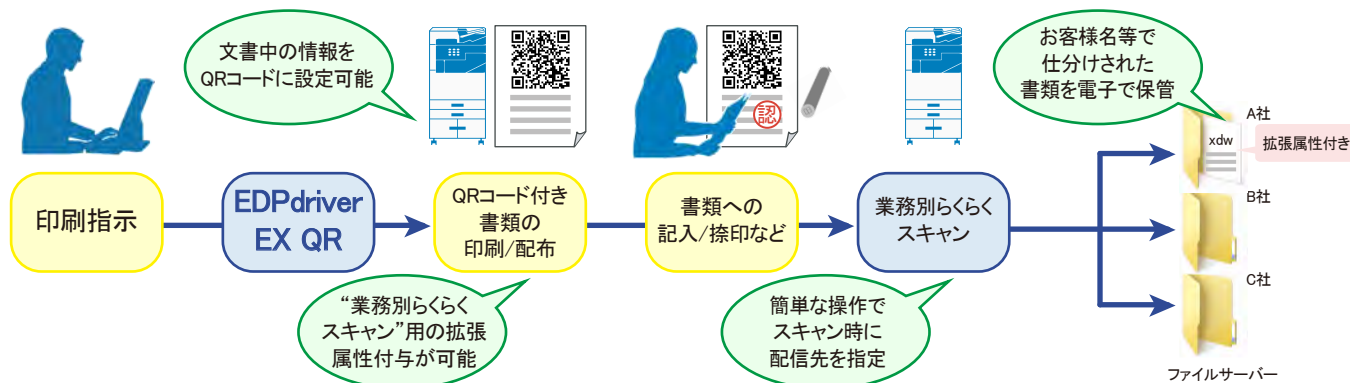 文書中の情報を
QRコードに設定可能
認
お客様名等で
仕分けされた
書類を電子で保管
A社
xdw
拡張属性付き
印刷指示
EDPdriver
EX QR
QRコード付き
書類の
印刷/配布
書類への
記入/捺印など
業務別らくらく
スキャン
B社
C社
“業務別らくらく
スキャン”用の拡張
属性付与が可能
簡単な操作で
スキャン時に
配信先を指定
ファイルサーバー